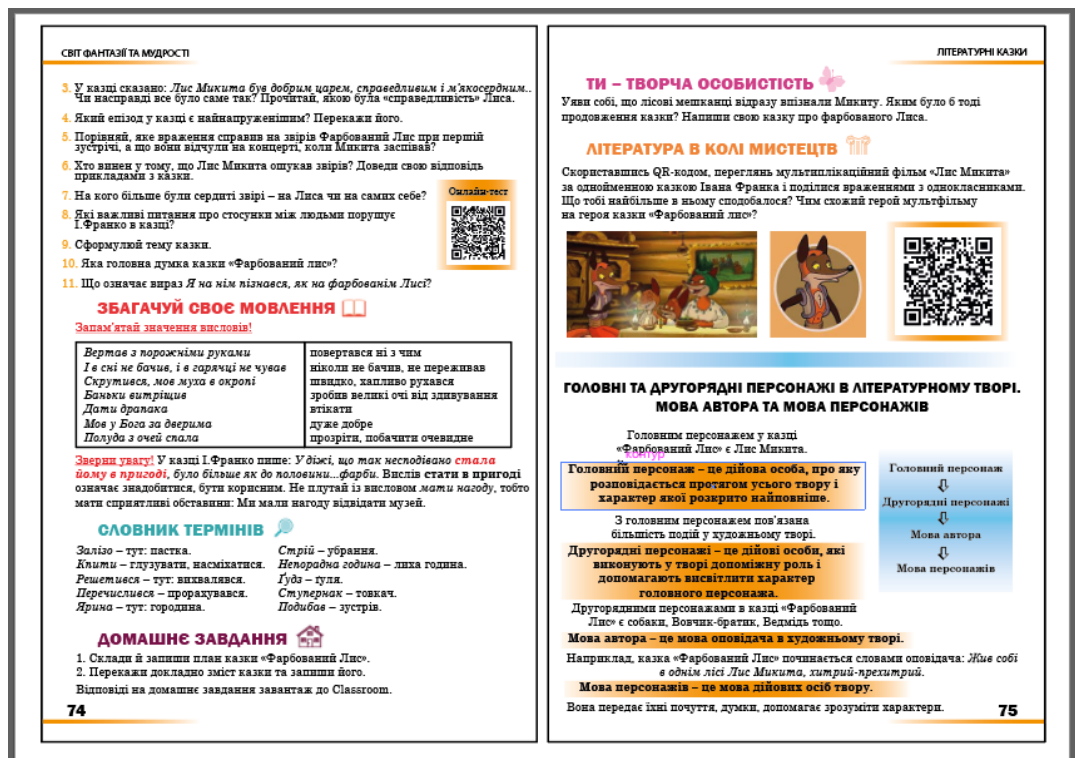 СВІТ ФАНТАЗІЇ ТА МУДРОСТІ
3. У казці сказано: Лис Микита був добрим царем, справедливим і м'якосердним..
Чи насправді все було саме так? Прочитай, якою була «справедливість» Лиса.
4. Який епізод у казці є найнапруженішим? Перекажи його.
5. Порівняй, яке враження справив на звірів Фарбований Лис при першій
зустрічі, а що вони відчули на концерті, коли Микита заспівав?
6. Хто винен у тому, що Лис Микита ошукав звірів? Доведи свою відповідь
прикладами з казки.
7. На кого більше були сердиті звірі – на Лиса чи на самих себе?
8. Які важливі питання про стосунки між людьми порушує
І.Франко в казці?
9. Сформулюй тему казки.
10. Яка головна думка казки «Фарбований лис»?
11. Що означає вираз Я на нім пізнався, як на фарбованім Лисі?
Онлайн-тест
ЗБАГАЧУЙ СВОЄ МОВЛЕННЯ
Запам'ятай значення висловів!
Вертав з порожніми руками повертався ні з чим
І в сні не бачив, і в гарячці не чував ніколи не бачив, не переживав
Скрутився, мов муха в окропі швидко, хапливо рухався
Баньки витріщив зробив великі очі від здивування
Дати драпака втікати
Мов у Бога за дверима дуже добре
Полуда з очей спала прозріти, побачити очевидне
Зверни увагу! У казці І.Франко пише: У діжі, що так несподівано стала
йому в пригоді, було більше як до половини...фарби. Вислів стати в пригоді
означає знадобитися, бути корисним. Не плутай із висловом мати нагоду, тобто
мати сприятливі обставини: Ми мали нагоду відвідати музей.
СЛОВНИК ТЕРМІНІВ
Залізо – тут: пастка. Стрій – убрання.
Кпити – глузувати, насміхатися. Непорадна година – лиха година.
Решетився – тут: вихвалявся. Ґудз – ґуля.
Перечислився – прорахувався. Ступернак – товкач.
Ярина – тут: городина. Подибав – зустрів.
ДОМАШНЄ ЗАВДАННЯ
1. Склади й запиши план казки «Фарбований Лис».
2. Перекажи докладно зміст казки та запиши його.
Відповіді на домашнє завдання завантаж до Classroom.
74
ЛІТЕРАТУРНІ КАЗКИ
ТИ – ТВОРЧА ОСОБИСТІСТЬ
Уяви собі, що лісові мешканці відразу впізнали Микиту. Яким було б тоді
продовження казки? Напиши свою казку про фарбованого Лиса.
ЛІТЕРАТУРА В КОЛІ МИСТЕЦТВ
Скориставшись QR-кодом, переглянь мультиплікаційний фільм «Лис Микита»
за однойменною казкою Івана Франка і поділися враженнями з однокласниками.
Що тобі найбільше в ньому сподобалося? Чим схожий герой мультфільму
на героя казки «Фарбований лис»?
ГОЛОВНІ ТА ДРУГОРЯДНІ ПЕРСОНАЖІ В ЛІТЕРАТУРНОМУ ТВОРІ.
МОВА АВТОРА ТА МОВА ПЕРСОНАЖІВ
Головним персонажем у казці
«Фарбований Лис» є Лис Микита.
контур
Головний персонаж – це дійова особа, про яку
розповідається протягом усього твору і
характер якої розкрито найповніше.
З головним персонажем пов'язана
більшість подій у художньому творі.
Другорядні персонажі – це дійові особи, які
виконують у творі допоміжну роль і
допомагають висвітлити характер
головного персонажа.
Другорядними персонажами в казці «Фарбований
Лис» є собаки, Вовчик-братик, Ведмідь тощо.
Мова автора – це мова оповідача в художньому творі.
Наприклад, казка «Фарбований Лис» починається словами оповідача: Жив собі
в однім лісі Лис Микита, хитрий-прехитрий.
Мова персонажів – це мова дійових осіб твору.
Вона передає їхні почуття, думки, допомагає зрозуміти характери.
Головний персонаж
Другорядні персонажі
Мова автора
Мова персонажів
75